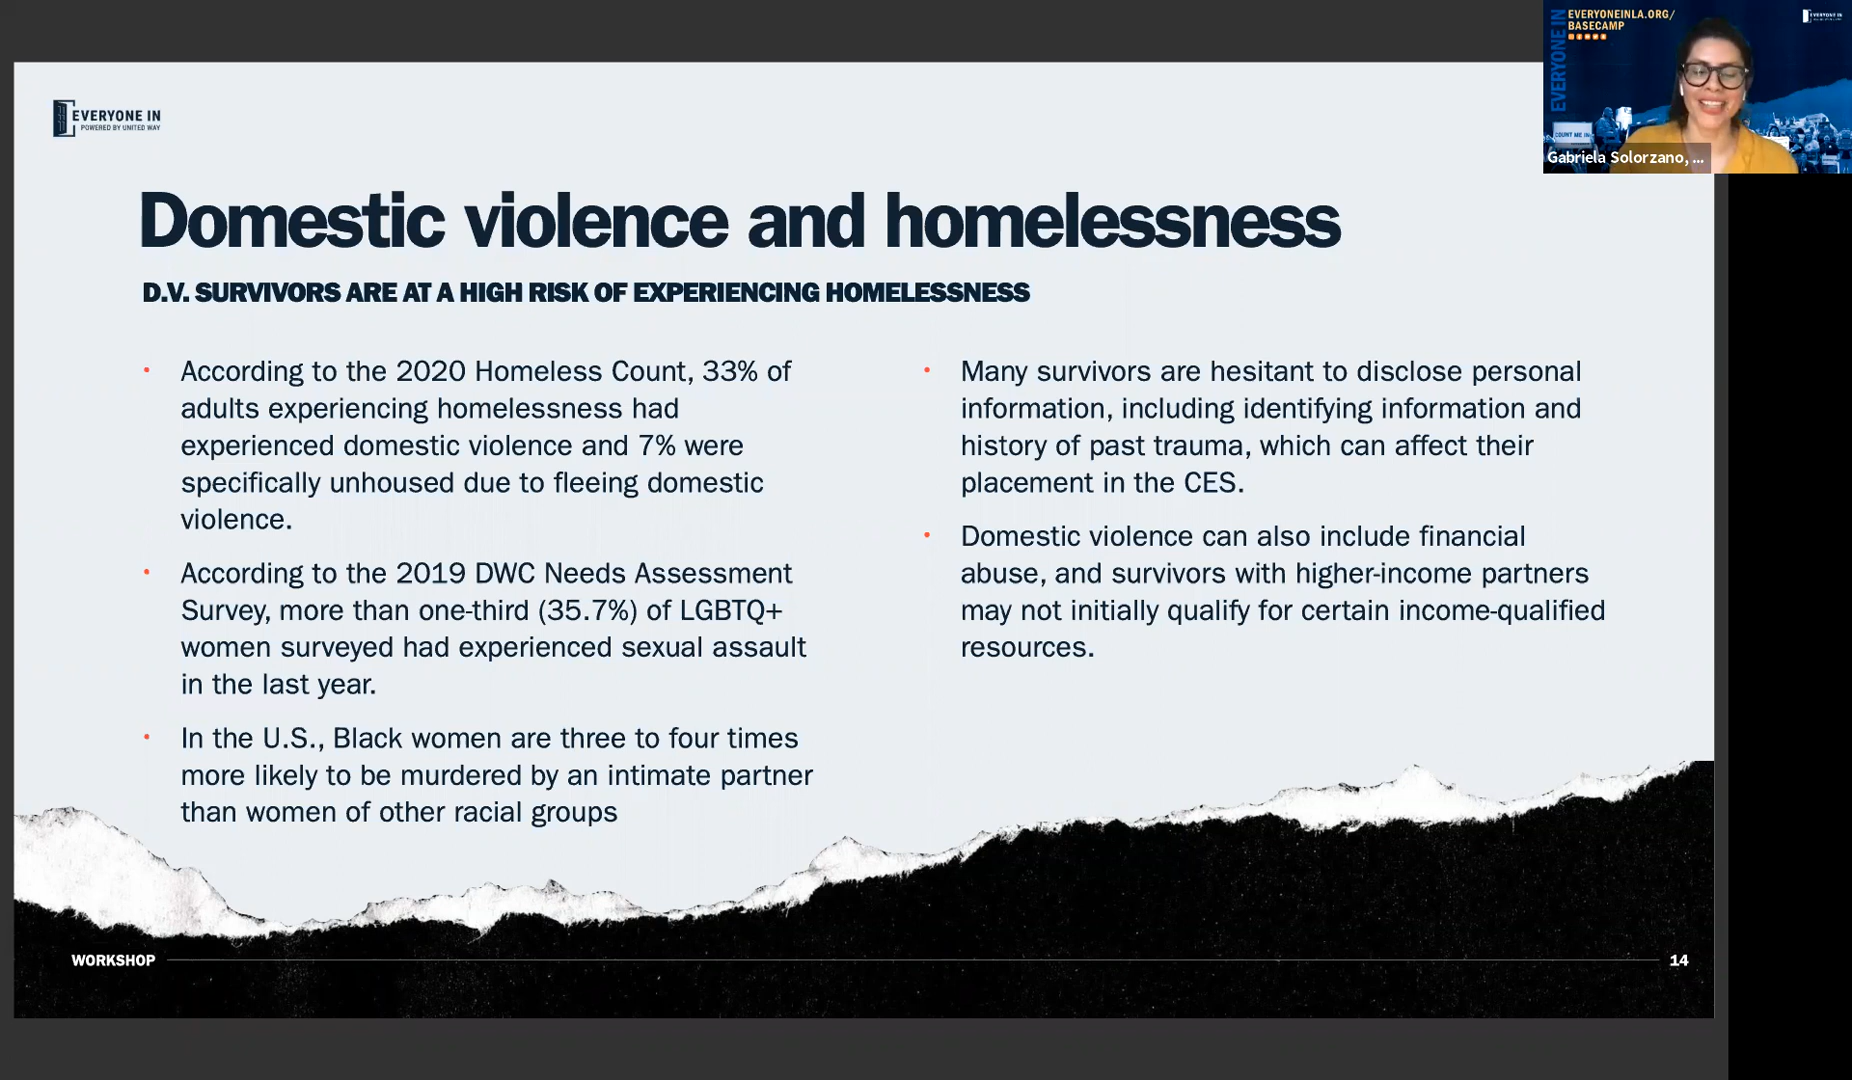 EVERYONEINLA.ORG/
BASECAMP
EVERYONE IN
EVERYONE IN
COUNT ME IN
Gabriela Solorzano, ...
EVERYONE IN
POWERED BY UNITED WAY
Domestic violence and homelessness
D.V. SURVIVORS ARE AT A HIGH RISK OF EXPERIENCING HOMELESSNESS
• According to the 2020 Homeless Count, 33% of
adults experiencing homelessness had
experienced domestic violence and 7% were
specifically unhoused due to fleeing domestic
violence.
• According to the 2019 DWC Needs Assessment
Survey, more than one-third (35.7%) of LGBTQ+
women surveyed had experienced sexual assault
in the last year.
• In the U.S., Black women are three to four times
more likely to be murdered by an intimate partner
than women of other racial groups
• Many survivors are hesitant to disclose personal
information, including identifying information and
history of past trauma, which can affect their
placement in the CES.
• Domestic violence can also include financial
abuse, and survivors with higher-income partners
may not initially qualify for certain income-qualified
resources.
WORKSHOP
14